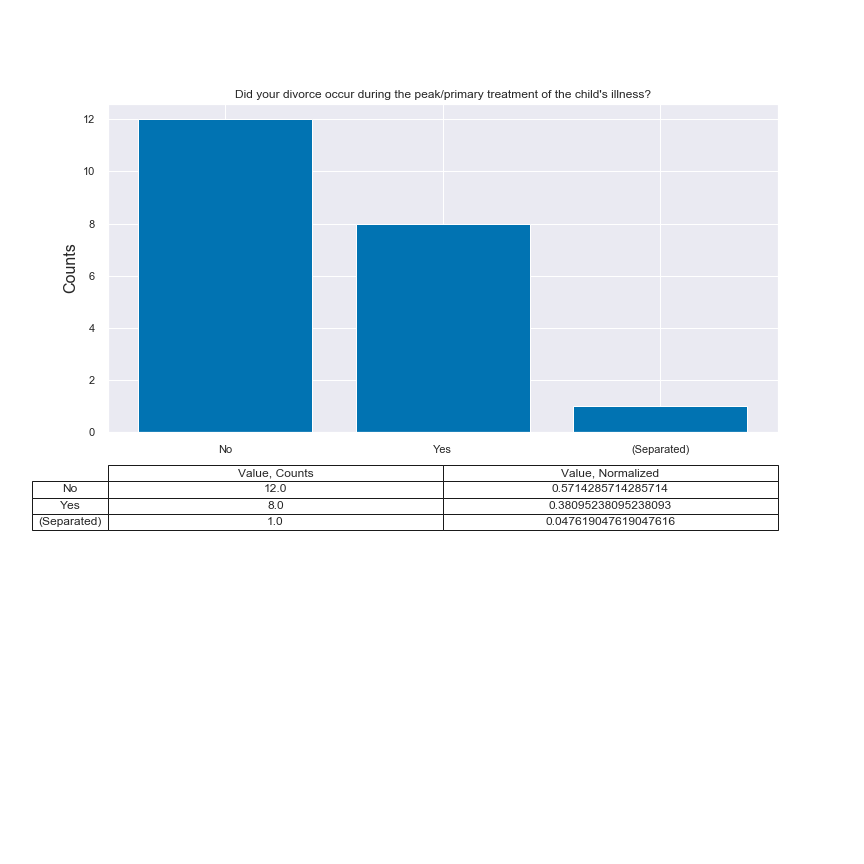 Did your divorce occur during the peak/primary treatment of the child's illness?
12
10
8
6
4
2
0
Counts
No Yes (Separated)
Value, Counts Value, Normalized
No 12.0 0.5714285714285714
Yes 8.0 0.38095238095238093
(Separated) 1.0 0.047619047619047616